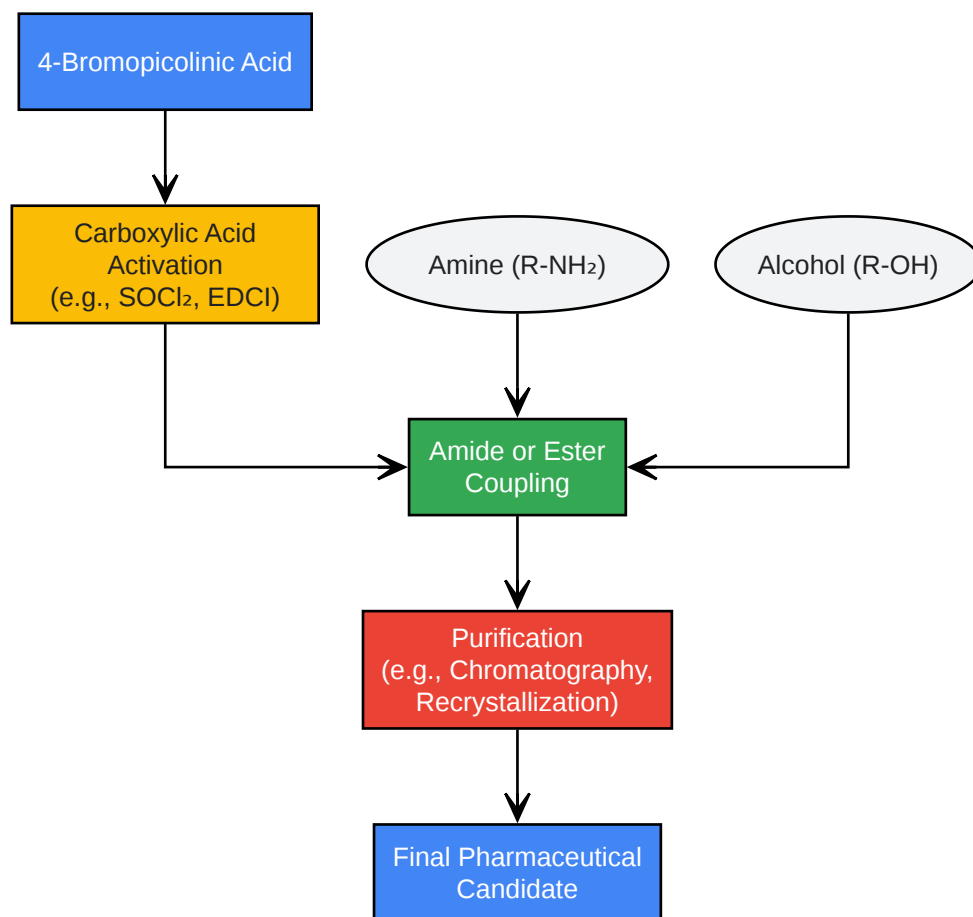 4-Bromopicolinic Acid
Carboxylic Acid
Activation
(e.g., SOCl₂, EDCI)
Amine (R-NH₂)
Alcohol (R-OH)
Amide or Ester
Coupling
Purification
(e.g., Chromatography,
Recrystallization)
Final Pharmaceutical
Candidate